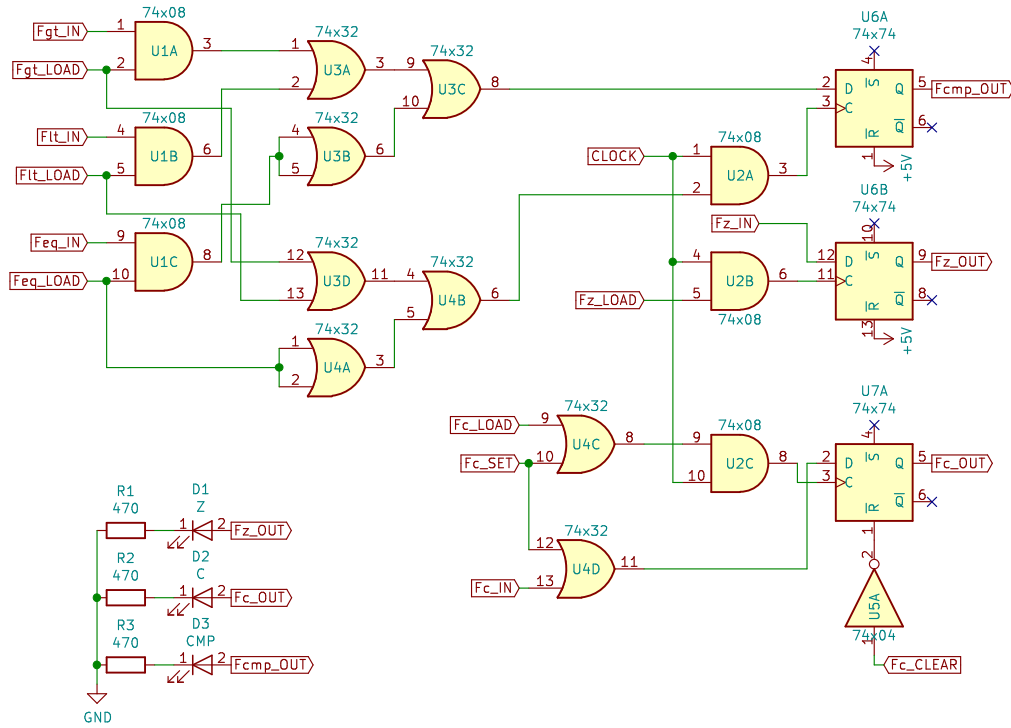 74x08
Fgt_IN
1
U1A
3
Fgt_LOAD
2
74x32
1
U3A
3
2
74x32
9
U3C
8
10
U6A
74x74
4
S
2
D
Q
5
Fcmp_OUT
3
C
Q
6
R
1
+5V
74x08
Flt_IN
4
U1B
6
Flt_LOAD
5
74x32
4
U3B
6
5
74x08
CLOCK
1
U2A
3
2
74x08
Feq_IN
9
U1C
8
Feq_LOAD
10
74x32
12
U3D
11
13
74x32
4
U4B
6
5
Fz_IN
4
U2B
6
Fz_LOAD
5
74x08
U6B
74x74
10
S
12
D
Q
9
Fz_OUT
11
C
Q
8
R
13
+5V
74x32
1
U4A
3
2
74x32
Fc_LOAD
9
U4C
8
Fc_SET
10
74x08
9
U2C
8
10
U7A
74x74
4
S
2
D
Q
5
Fc_OUT
3
C
Q
6
R
1
74x32
12
U4D
11
Fc_IN
13
2
U5A
74x04
1
Fc_CLEAR
R1
470
D1
Z
1
2
Fz_OUT
R2
470
D2
C
1
2
Fc_OUT
R3
470
D3
CMP
1
2
Fcmp_OUT
GND